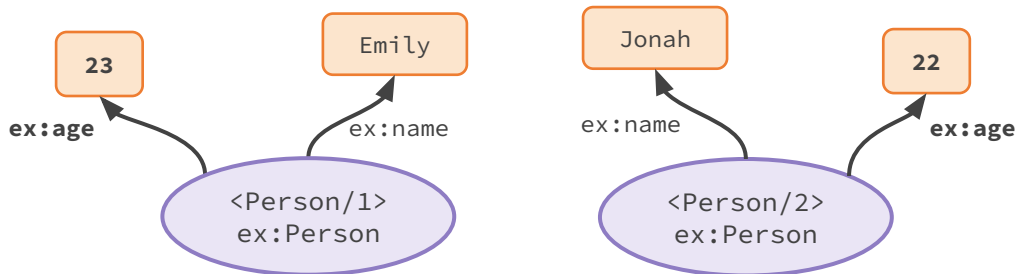 23
Emily
ex:age
ex:name
<Person/1>
ex:Person
Jonah
22
ex:name
ex:age
<Person/2>
ex:Person